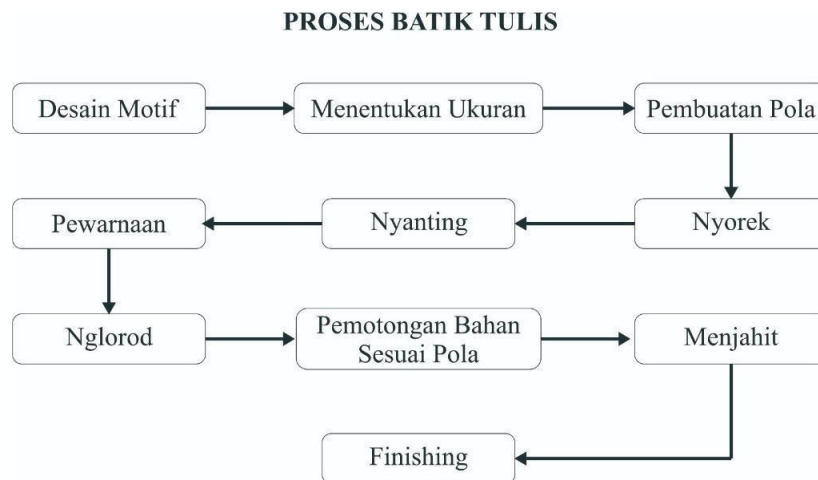 PROSES BATIK TULIS
Desain Motif
Menentukan Ukuran
Pembuatan Pola
Nyorek
Nyanting
Pewarnaan
Nglorod
Pemotongan Bahan
Sesuai Pola
Menjahit
Finishing